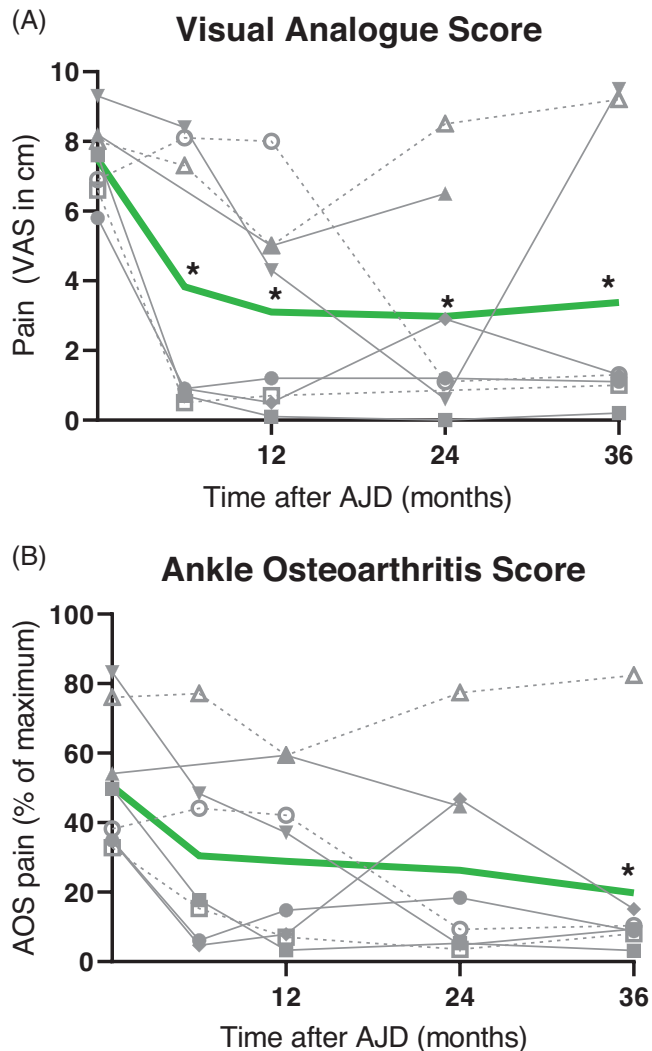 (A)
Visual Analogue Score
Pain (VAS in cm)
10
8
6
4
2
0
*
*
*
*
12
24
36
Time after AJD (months)
(B)
Ankle Osteoarthritis Score
AOS pain (% of maximum)
100
80
60
40
20
0
*
12
24
36
Time after AJD (months)